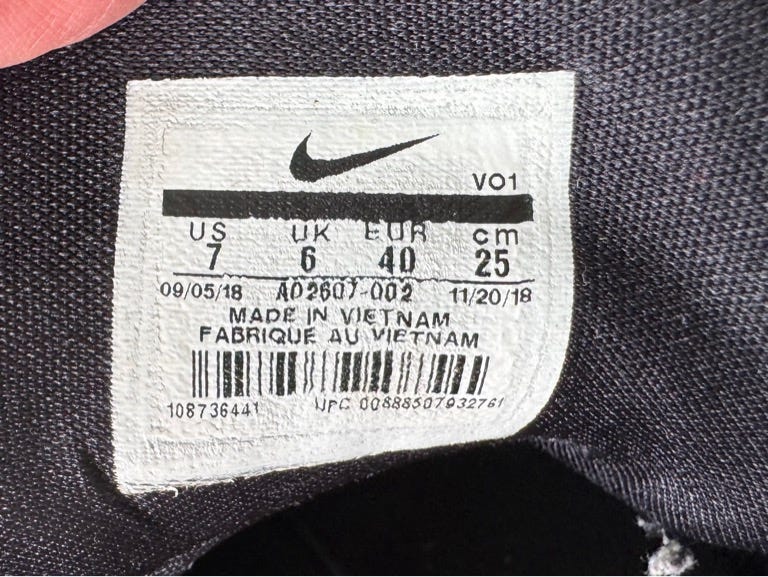 VO1
US UK EUR cm
7 6 40 25
09/05/18 AO2607-002 11/20/18
MADE IN VIETNAM
FABRIQUE AU VIETNAM
108736441 UPC 00888507932761